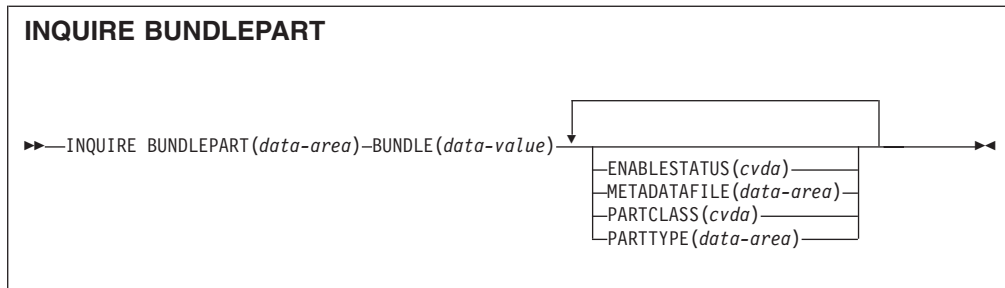 INQUIRE BUNDLEPART
INQUIRE BUNDLEPART(data-area) BUNDLE(data-value)
ENABLESTATUS(cvda)
METADATAFILE(data-area)
PARTCLASS(cvda)
PARTTYPE(data-area)